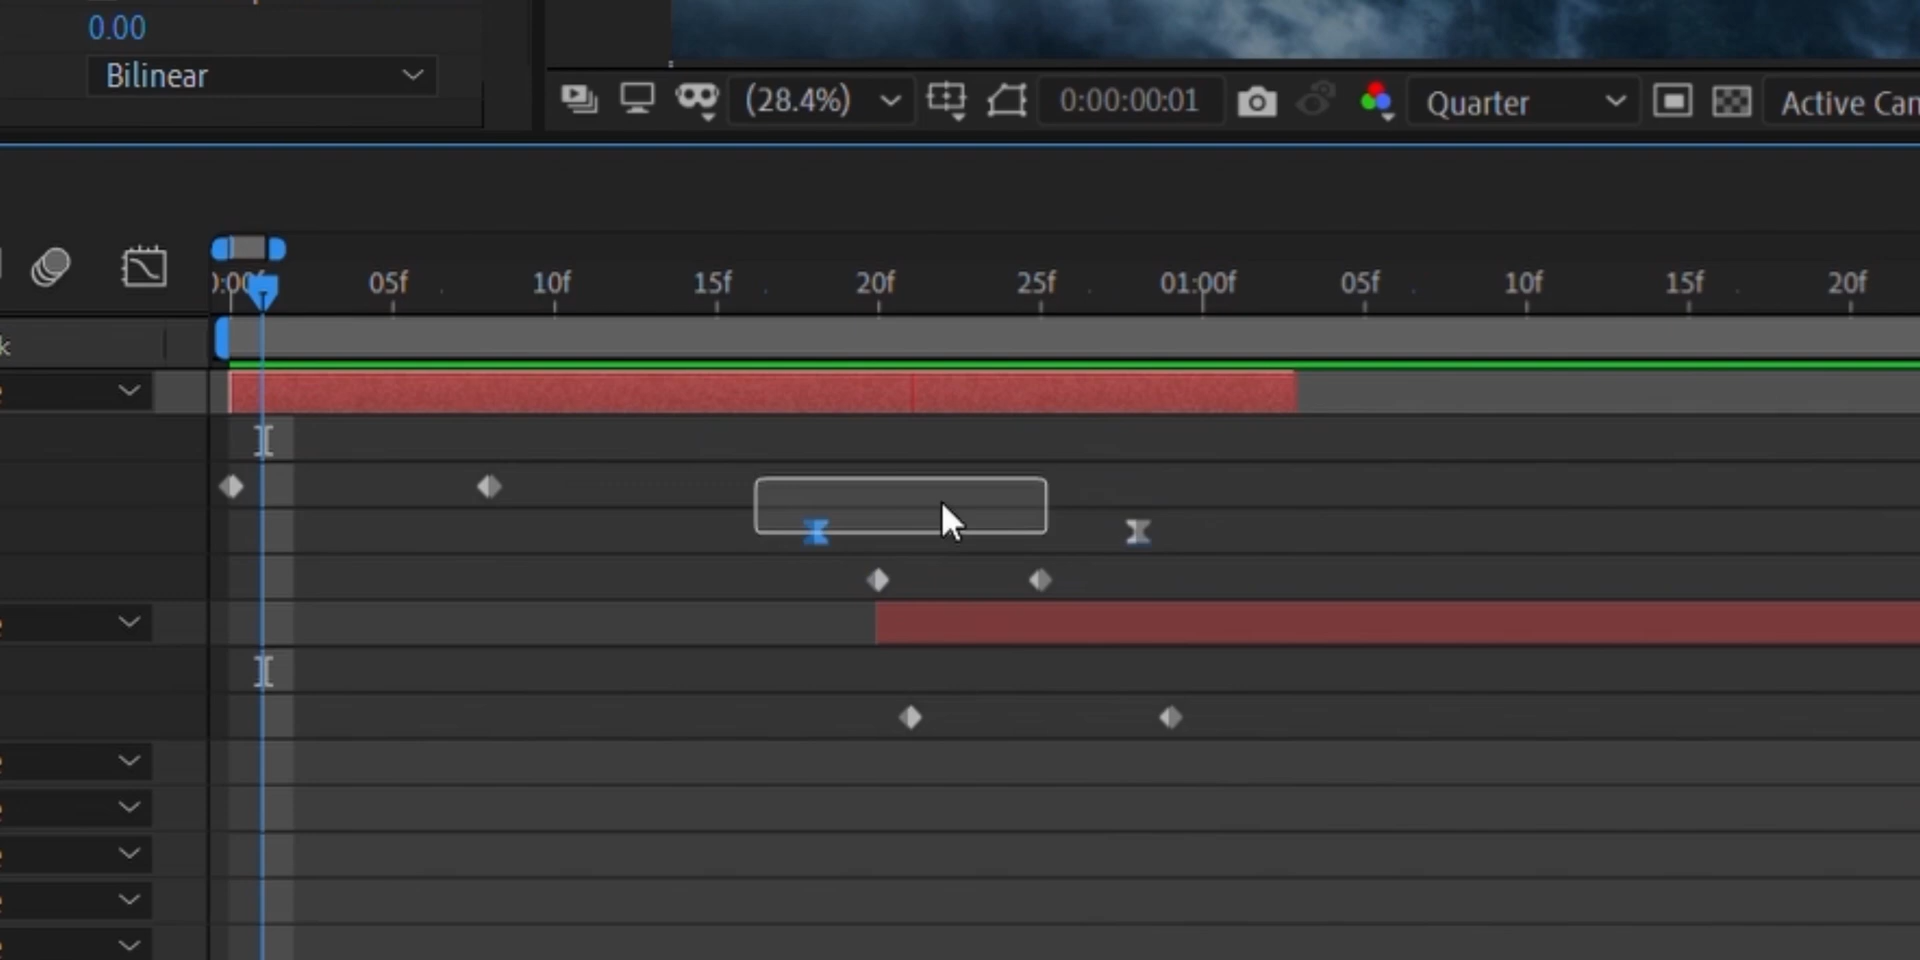 0.00
Bilinear
(28.4%)
0:00:00:01
Quarter
Active Can
05f 10f 15f 20f 25f 01:00f 05f 10f 15f 20f
k